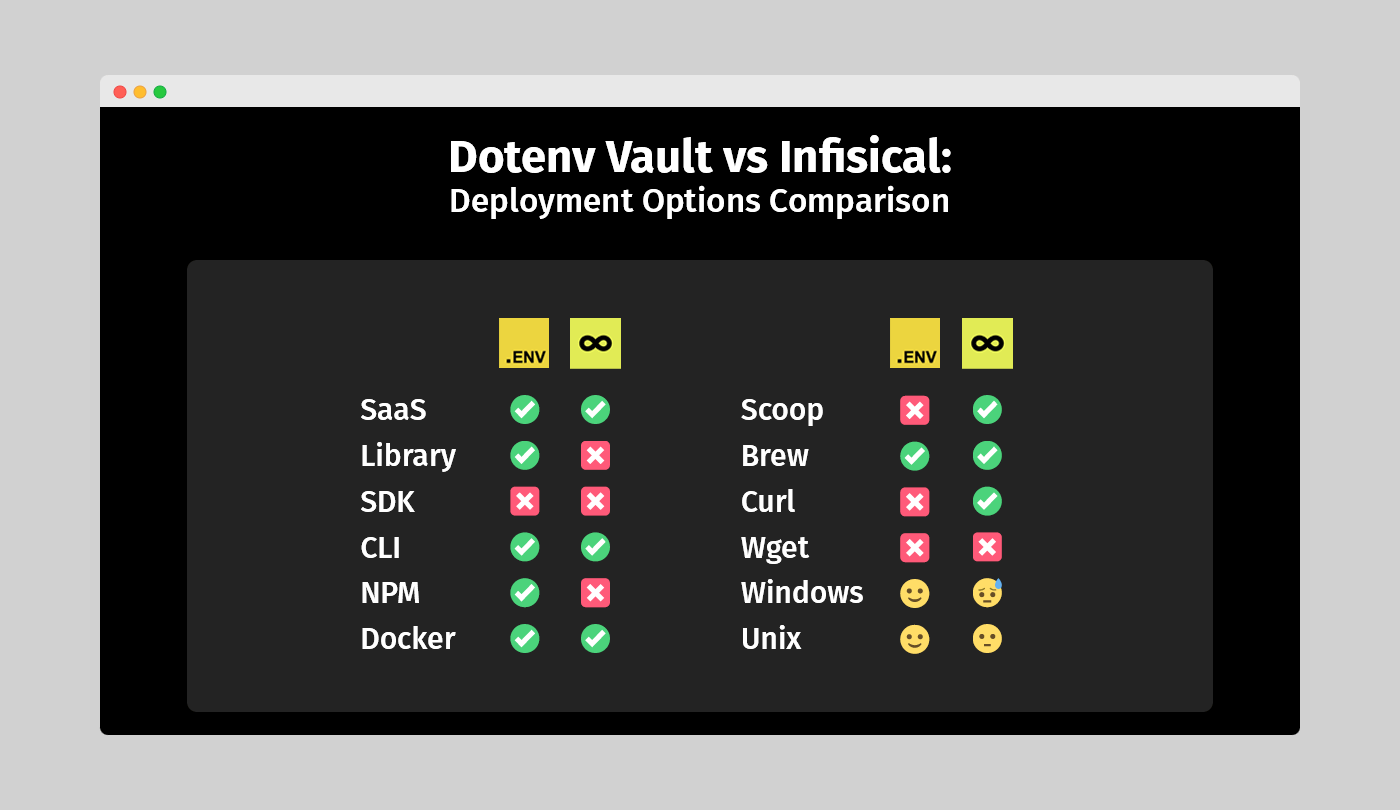 Dotenv Vault vs Infisical:
Deployment Options Comparison
.ENV
.ENV
SaaS
Library
SDK
CLI
NPM
Docker
Scoop
Brew
Curl
Wget
Windows
Unix